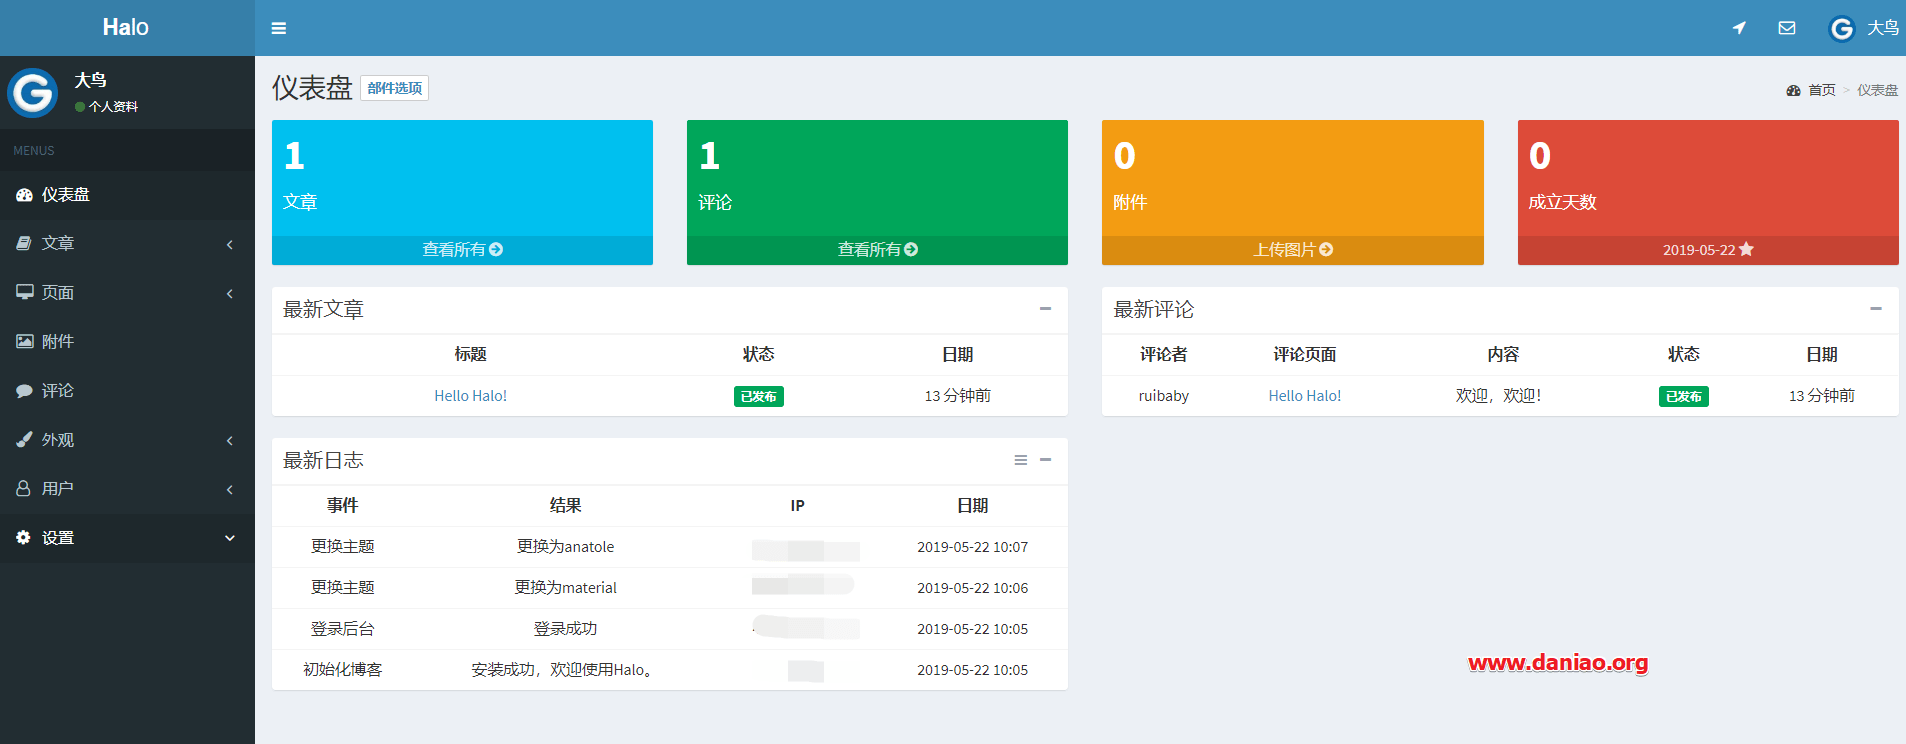 Halo
大鸟
大鸟
个人资料
MENUS
仪表盘
文章
页面
附件
评论
外观
用户
设置
仪表盘 部件选项
首页 > 仪表盘
1
文章
查看所有
1
评论
查看所有
0
附件
上传图片
0
成立天数
2019-05-22
最新文章
标题 状态 日期
Hello Halo! 已发布 13 分钟前
最新评论
评论者 评论页面 内容 状态 日期
ruibaby Hello Halo! 欢迎，欢迎！ 已发布 13 分钟前
最新日志
事件 结果 IP 日期
更换主题 更换为anatole 2019-05-22 10:07
更换主题 更换为material 2019-05-22 10:06
登录后台 登录成功 2019-05-22 10:05
初始化博客 安装成功，欢迎使用Halo。 2019-05-22 10:05
www.daniao.org